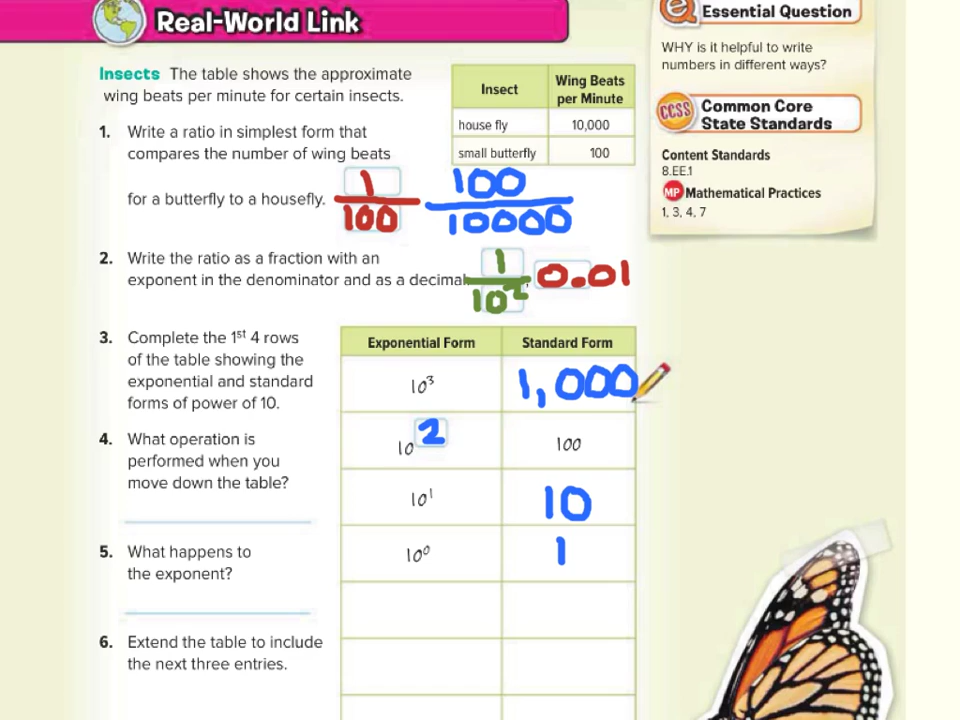 Real-World Link
Insects The table shows the approximate
wing beats per minute for certain insects.
Insect
Wing Beats
per Minute
house fly
10,000
small butterfly
100
1. Write a ratio in simplest form that
compares the number of wing beats
for a butterfly to a housefly.
1
100
100
10000
2. Write the ratio as a fraction with an
exponent in the denominator and as a decimal.
1
10²
, 0.01
3. Complete the 1st 4 rows
of the table showing the
exponential and standard
forms of power of 10.
4. What operation is
performed when you
move down the table?
5. What happens to
the exponent?
6. Extend the table to include
the next three entries.
Exponential Form
Standard Form
10³
1,000
10 2
100
10¹
10
10⁰
1
e Essential Question
WHY is it helpful to write
numbers in different ways?
CCSS Common Core
State Standards
Content Standards
8.EE.1
MP Mathematical Practices
1, 3, 4, 7